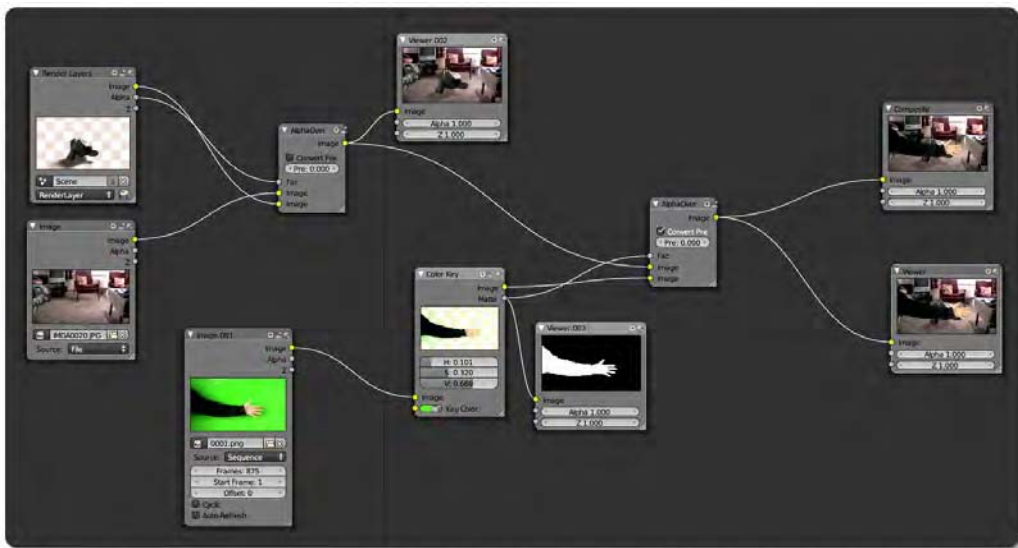 Render Layers
Image
Alpha
Z
Scene
RenderLayer
Image
Image
Alpha
Z
IMGA0020.JPG
Source: File
Image.001
Image
Alpha
Z
0001.png
Source: Sequence
Frames: 875
Start Frame: 1
Offset: 0
Cyclic
Auto-Refresh
AlphaOver
Image
Convert Pre
Pre: 0.000
Fac
Image
Image
Viewer.002
Image
Alpha 1.000
Z 1.000
Color Key
Image
Matte
H: 0.101
S: 0.320
V: 0.668
Image
Key Color
Viewer.003
Image
Alpha 1.000
Z 1.000
AlphaOver
Image
Convert Pre
Pre: 0.000
Fac
Image
Image
Composite
Image
Alpha 1.000
Z 1.000
Viewer
Image
Alpha 1.000
Z 1.000